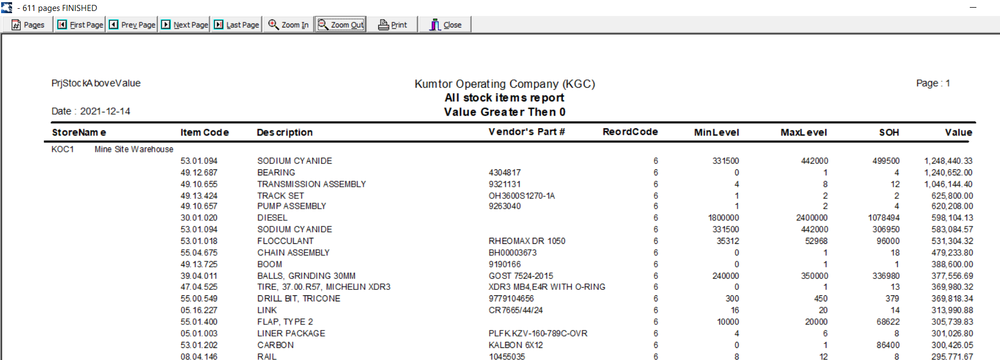 - 611 pages FINISHED
Pages First Page Prev Page Next Page Last Page Zoom In Zoom Out Print Close
PrjStockAboveValue Kumtor Operating Company (KGC) Page : 1
All stock items report
Date : 2021-12-14 Value Greater Then 0
StoreName Item Code Description Vendor's Part # ReordCode MinLevel MaxLevel SOH Value
KOC1 Mine Site Warehouse
53.01.094 SODIUM CYANIDE 6 331500 442000 499500 1,248,440.33
49.12.687 BEARING 4304817 6 0 1 4 1,240,652.00
49.10.655 TRANSMISSION ASSEMBLY 9321131 6 4 8 12 1,046,144.40
49.13.424 TRACK SET OH3600S1270-1A 6 1 2 2 625,800.00
49.10.657 PUMP ASSEMBLY 9263040 6 1 2 4 620,208.00
30.01.020 DIESEL 6 1800000 2400000 1078494 598,104.13
53.01.094 SODIUM CYANIDE 6 331500 442000 306950 583,084.57
53.01.018 FLOCCULANT RHEOMAX DR 1050 6 35312 52968 96000 531,304.32
55.04.675 CHAIN ASSEMBLY BH00003673 6 0 1 18 479,233.80
49.13.725 BOOM 9190166 6 0 1 1 388,600.00
39.04.011 BALLS, GRINDING 30MM GOST 7524-2015 6 240000 350000 336980 377,556.69
47.04.525 TIRE, 37.00.R57, MICHELIN XDR3 XDR3 MB4,E4R WITH O-RING 6 0 1 13 369,980.32
55.00.549 DRILL BIT, TRICONE 9779104656 6 300 450 379 369,818.34
05.16.227 LINK CR7665/44/24 6 16 20 14 313,990.88
55.01.400 FLAP, TYPE 2 6 10000 20000 68622 305,739.83
05.01.003 LINER PACKAGE PLFK.KZV-160-789C-OVR 6 4 6 8 301,026.80
53.01.202 CARBON KALBON 6X12 6 0 1 86400 300,426.05
08.04.146 RAIL 10455035 6 8 12 8 295,771.67